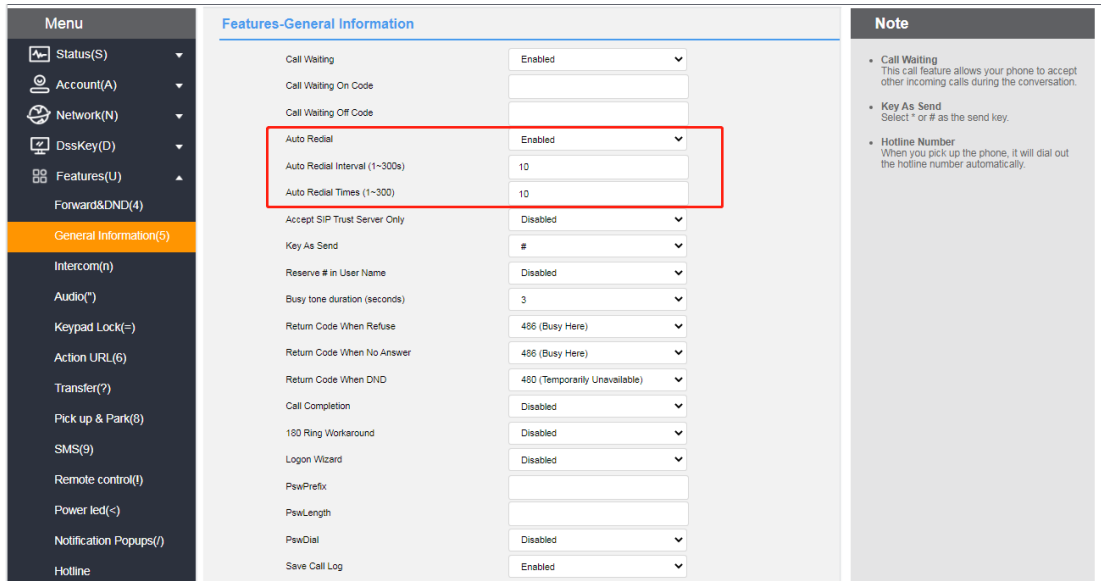 Menu
Status(S)
Account(A)
Network(N)
DssKey(D)
Features(U)
Forward&DND(4)
General Information(5)
Intercom(n)
Audio(")
Keypad Lock(=)
Action URL(6)
Transfer(?)
Pick up & Park(8)
SMS(9)
Remote control(!)
Power led(<)
Notification Popups(/)
Hotline
Features-General Information
Call Waiting Enabled
Call Waiting On Code
Call Waiting Off Code
Auto Redial Enabled
Auto Redial Interval (1~300s) 10
Auto Redial Times (1~300) 10
Accept SIP Trust Server Only Disabled
Key As Send #
Reserve # in User Name Disabled
Busy tone duration (seconds) 3
Return Code When Refuse 486 (Busy Here)
Return Code When No Answer 486 (Busy Here)
Return Code When DND 480 (Temporarily Unavailable)
Call Completion Disabled
180 Ring Workaround Disabled
Logon Wizard Disabled
PswPrefix
PswLength
PswDial Disabled
Save Call Log Enabled
Note
Call Waiting
This call feature allows your phone to accept
other incoming calls during the conversation.
Key As Send
Select * or # as the send key.
Hotline Number
When you pick up the phone, it will dial out
the hotline number automatically.